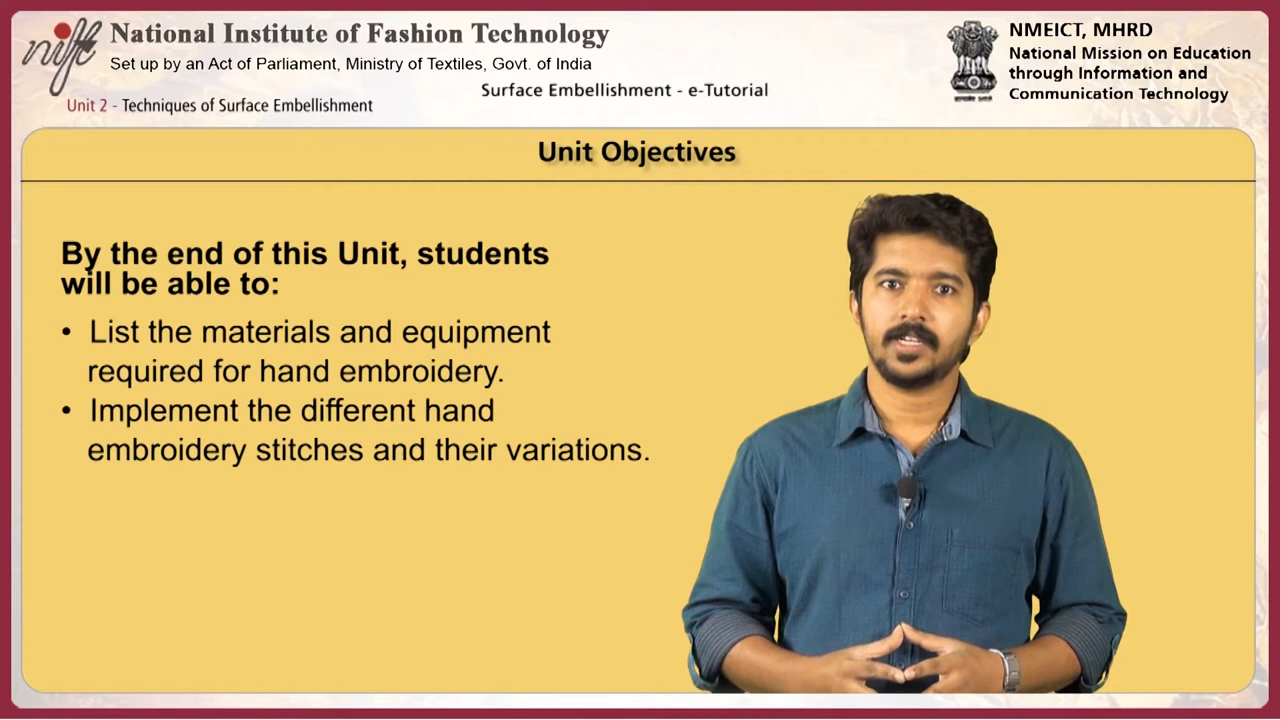 nift
National Institute of Fashion Technology
Set up by an Act of Parliament, Ministry of Textiles, Govt. of India
Unit 2 - Techniques of Surface Embellishment
Surface Embellishment - e-Tutorial
NMEICT, MHRD
National Mission on Education
through Information and
Communication Technology
Unit Objectives
By the end of this Unit, students
will be able to:
• List the materials and equipment
required for hand embroidery.
• Implement the different hand
embroidery stitches and their variations.